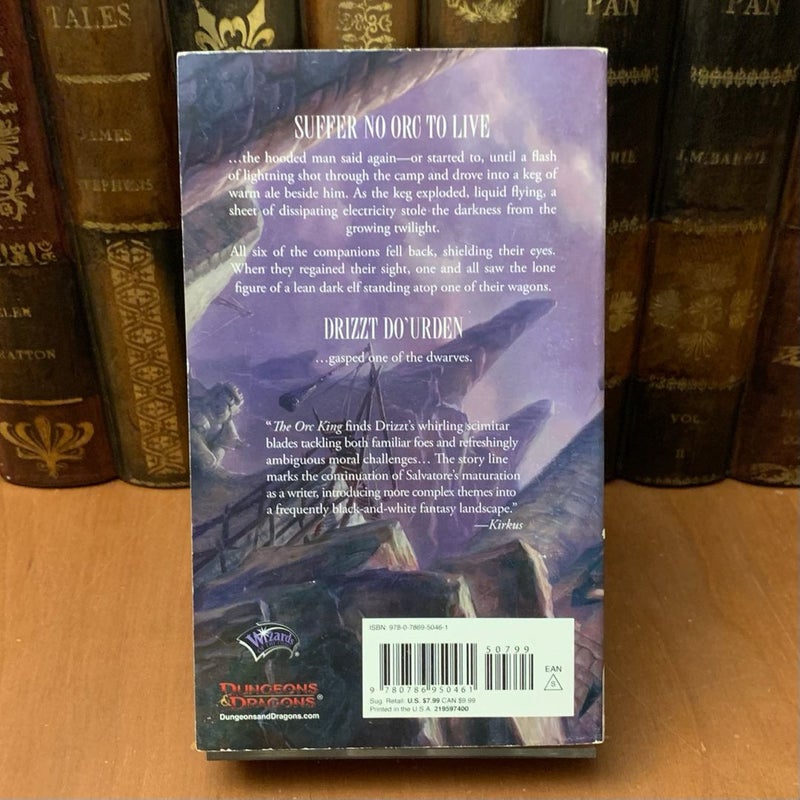 TALES
PAN
PAN
JAMES
STEPHENS
J.M. BARRIE
RIE
ATTON
VOL
II
SUFFER NO ORC TO LIVE
…the hooded man said again—or started to, until a flash
of lightning shot through the camp and drove into a keg of
warm ale beside him. As the keg exploded, liquid flying, a
sheet of dissipating electricity stole the darkness from the
growing twilight.
All six of the companions fell back, shielding their eyes.
When they regained their sight, one and all saw the lone
figure of a lean dark elf standing atop one of their wagons.
DRIZZT DO'URDEN
…gasped one of the dwarves.
“The Orc King finds Drizzt’s whirling scimitar
blades tackling both familiar foes and refreshingly
ambiguous moral challenges… The story line
marks the continuation of Salvatore’s maturation
as a writer, introducing more complex themes into
a frequently black-and-white fantasy landscape.”
—Kirkus
Wizards
DUNGEONS
& DRAGONS®
DungeonsandDragons.com
ISBN: 978-0-7869-5046-1
50799
9 780786 950461
EAN
S
Sug. Retail: U.S. $7.99 CAN $9.99
Printed in the U.S.A. 219597400